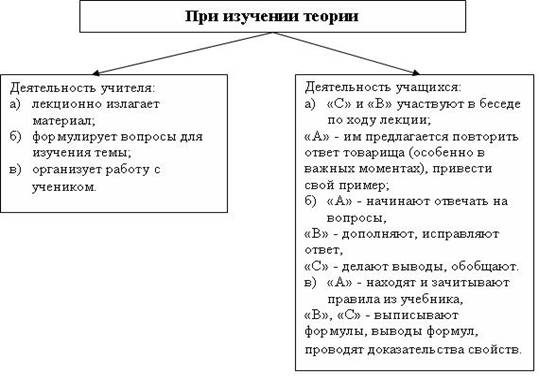 При изучении теории
Деятельность учителя:
а) лекционно излагает
материал;
б) формулирует вопросы для
изучения темы;
в) организует работу с
учеником.
Деятельность учащихся:
а) «С» и «В» участвуют в беседе
по ходу лекции;
«А» - им предлагается повторить
ответ товарища (особенно в
важных моментах), привести
свой пример;
б) «А» - начинают отвечать на
вопросы,
«В» - дополняют, исправляют
ответ,
«С» - делают выводы, обобщают.
в) «А» - находят и зачитывают
правила из учебника,
«В», «С» - выписывают
формулы, выводы формул,
проводят доказательства свойств.